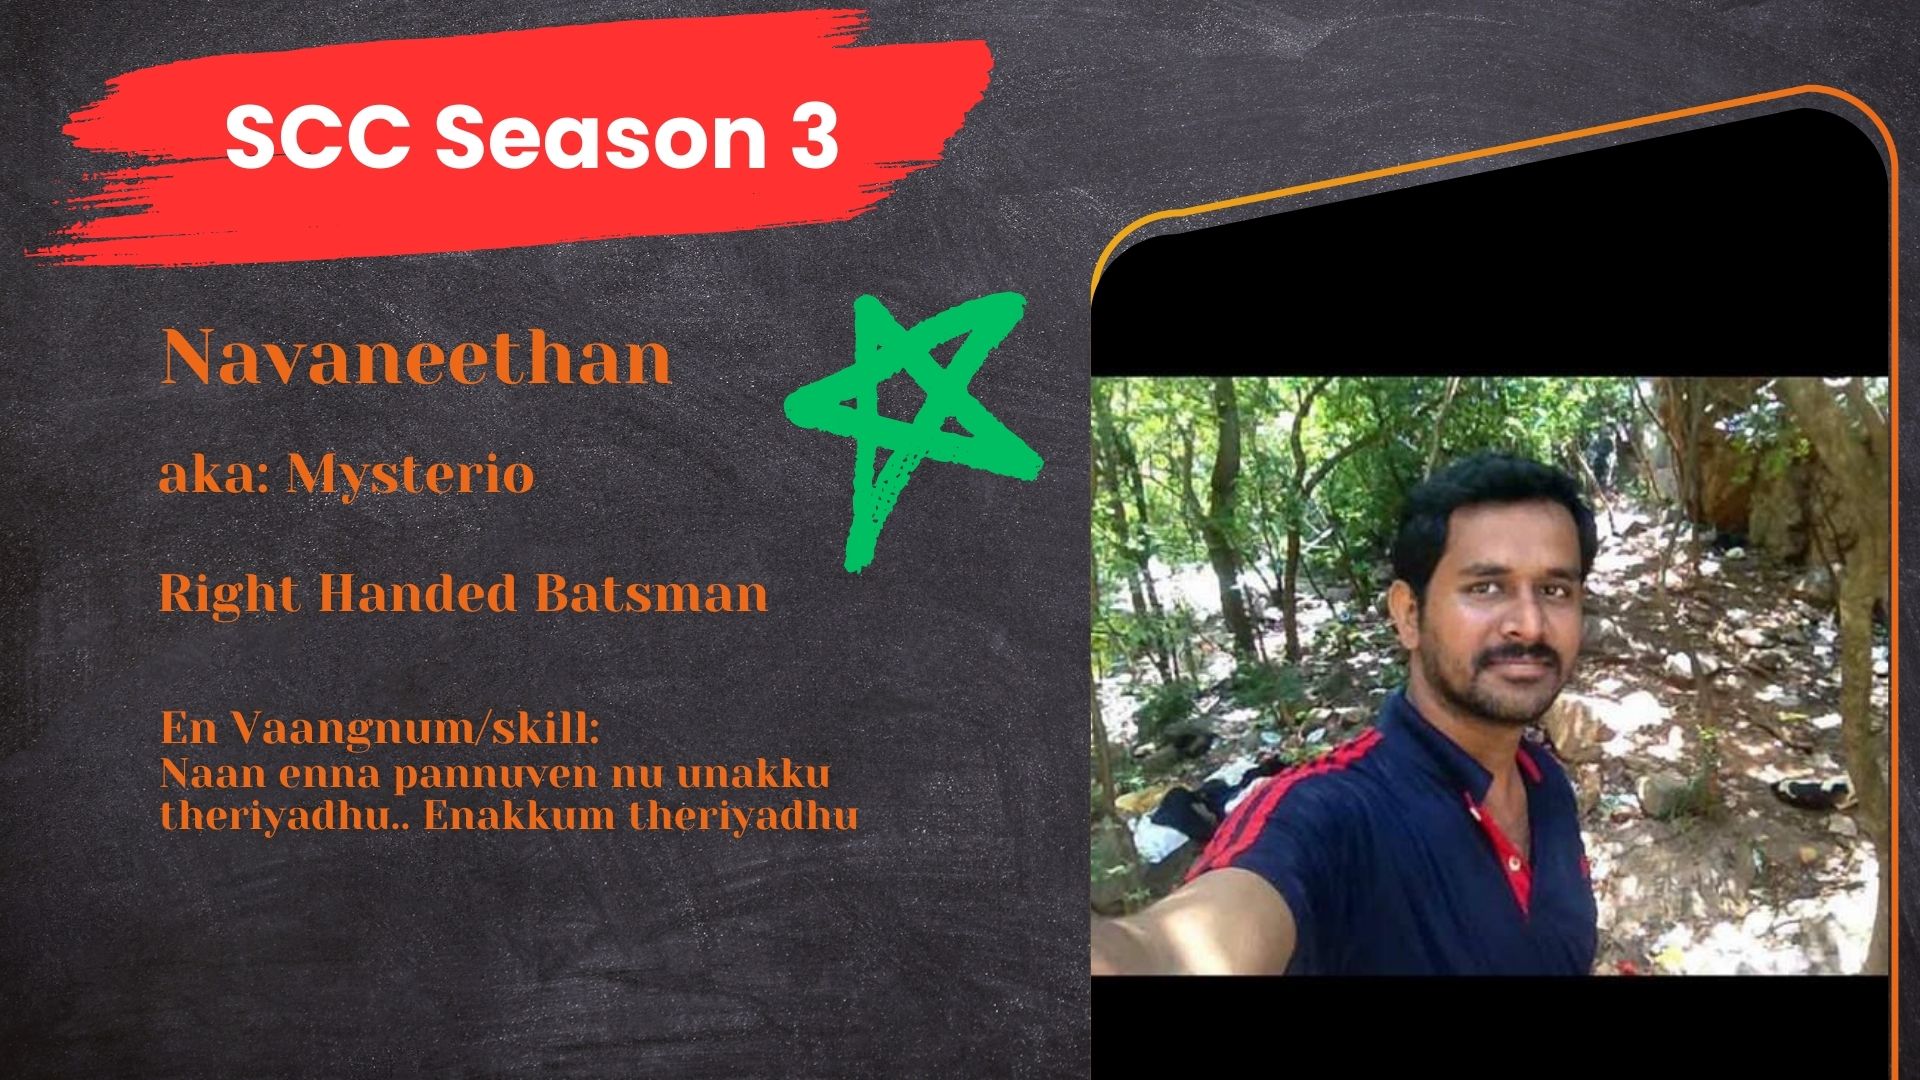 SCC Season 3
Navaneethan
aka: Mysterio
Right Handed Batsman
En Vaangnum/skill:
Naan enna pannuven nu unakku
theriyadhu.. Enakkum theriyadhu